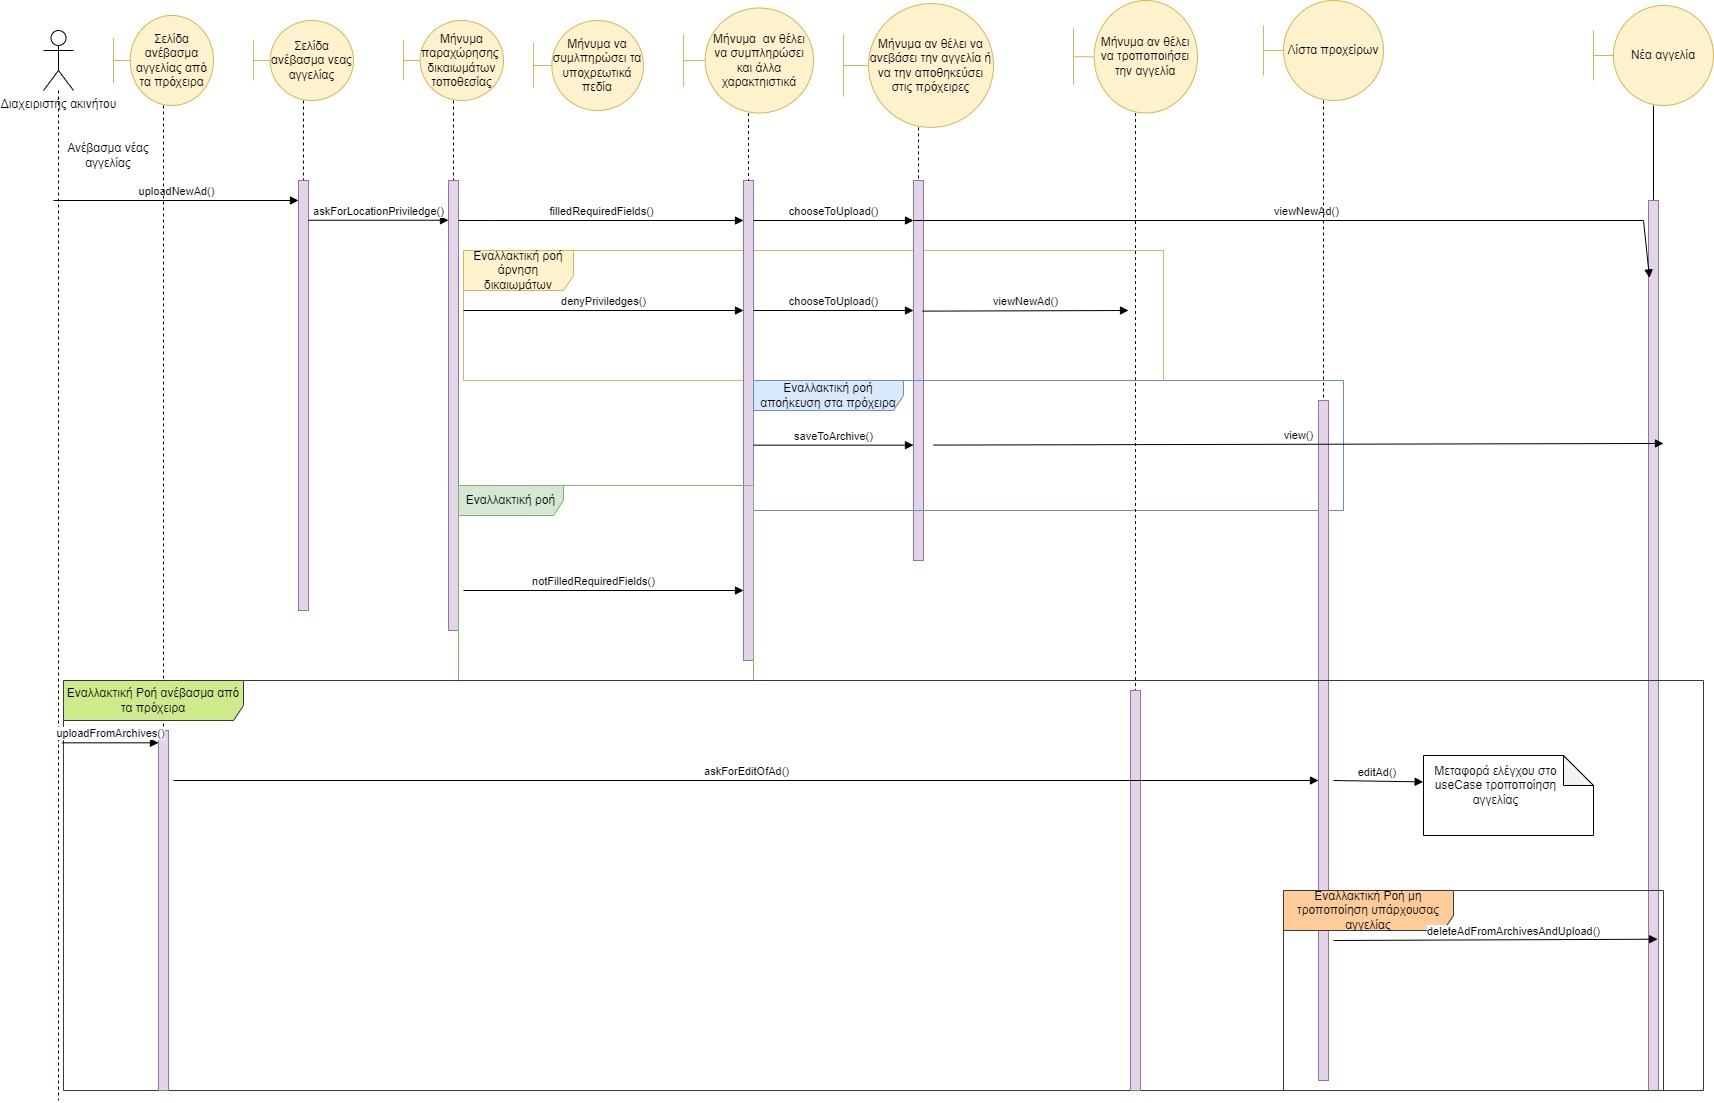 Σελίδα
ανέβασμα
αγγελίας από
τα πρόχειρα
Σελίδα
ανέβασμα νεας
αγγελίας
Μήνυμα
παραχώρησης
δικαιωμάτων
τοποθεσίας
Μήνυμα να
συμλπηρώσει τα
υποχρεωτικά
πεδία
Μήνυμα αν θέλει
να συμπληρώσει
και άλλα
χαρακτηιστικά
Μήνυμα αν θέλει να
ανεβάσει την αγγελία ή
να την αποθηκεύσει
στις πρόχειρες
Μήνυμα αν θέλει
να τροποποιήσει
την αγγελία
Λίστα προχείρων
Νέα αγγελία
Διαχειριστής ακινήτου
Ανέβασμα νέας
αγγελίας
uploadNewAd()
askForLocationPriviledge()
filledRequiredFields()
chooseToUpload()
viewNewAd()
Εναλλακτική ροή
άρνηση
δικαιωμάτων
denyPriviledges()
chooseToUpload()
viewNewAd()
Εναλλακτική ροή
αποήκευση στα πρόχειρα
saveToArchive()
view()
Εναλλακτική ροή
notFilledRequiredFields()
Εναλλακτική Ροή ανέβασμα από
τα πρόχειρα
uploadFromArchives()
askForEditOfAd()
editAd()
Μεταφορά ελέγχου στο
useCase τροποποίηση
αγγελίας
Εναλλακτική Ροή μη
τροποποίηση υπάρχουσας
αγγελίας
deleteAdFromArchivesAndUpload()